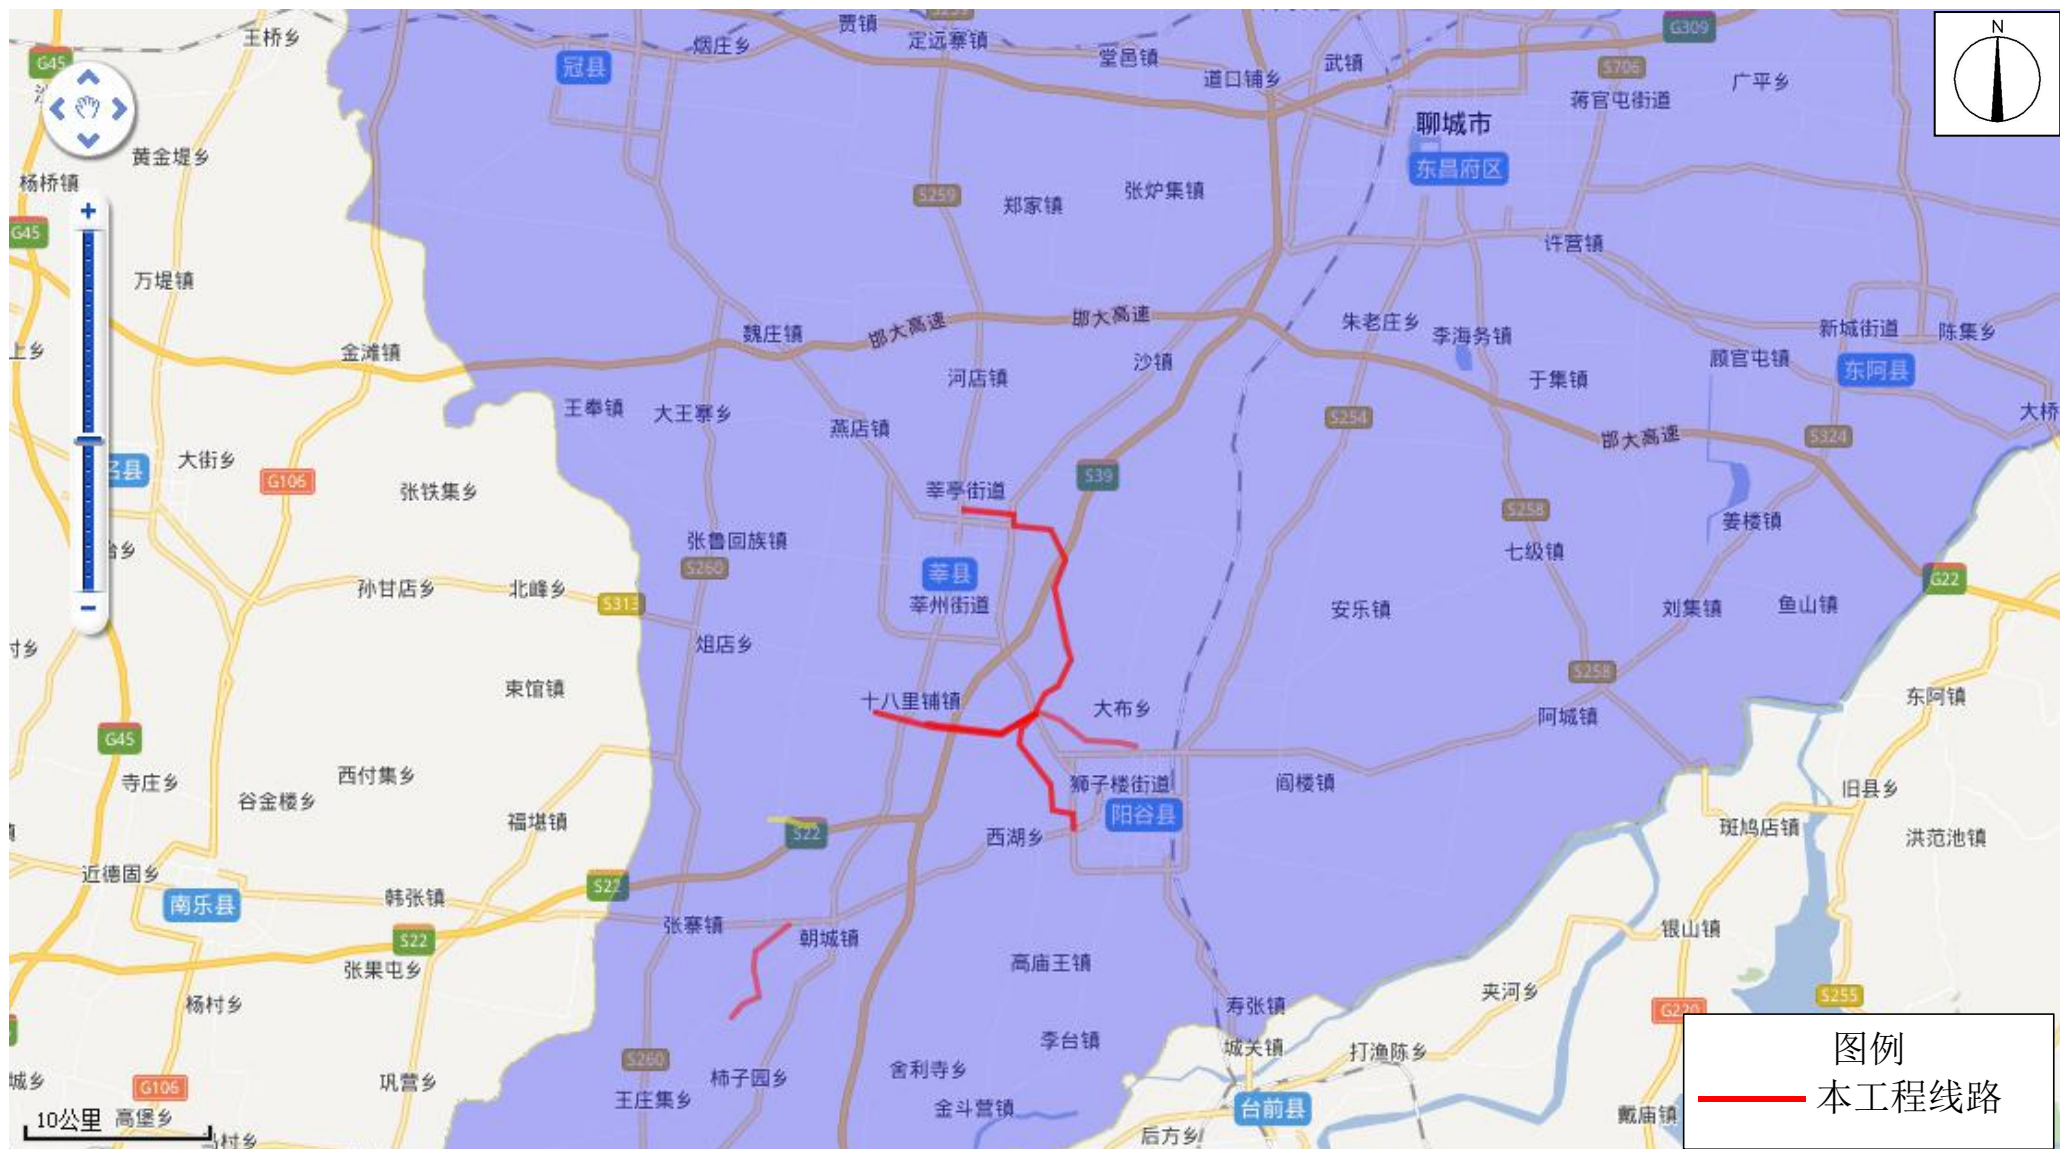 王桥乡
烟庄乡
贾镇
定远寨镇
堂邑镇
道口铺乡
武镇
G309
S706
广平乡
N
G45
冠县
蒋官屯街道
聊城市
东昌府区
黄金堤乡
杨桥镇
S259
郑家镇
张炉集镇
G45
许营镇
万堤镇
邯大高速
邯大高速
魏庄镇
朱老庄乡
李海务镇
新城街道
陈集乡
上乡
金滩镇
沙镇
顾官屯镇
东阿县
河店镇
于集镇
王奉镇
大王寨乡
燕店镇
S254
邯大高速
S324
大桥
大街乡
名县
G106
张铁集乡
莘亭街道
S39
S258
姜楼镇
张鲁回族镇
七级镇
S260
莘县
G22
孙甘店乡
北峰乡
S313
莘州街道
安乐镇
刘集镇
鱼山镇
村乡
俎店乡
S258
束馆镇
十八里铺镇
大布乡
阿城镇
东阿镇
G45
寺庄乡
西付集乡
谷金楼乡
狮子楼街道
阎楼镇
旧县乡
福堪镇
S22
阳谷县
西湖乡
斑鸠店镇
洪范池镇
近德固乡
S22
南乐县
韩张镇
张寨镇
朝城镇
银山镇
S22
张果屯乡
高庙王镇
夹河乡
杨村乡
寿张镇
G220
S255
李台镇
城关镇
打渔陈乡
图例
本工程线路
S260
城乡
G106
巩营乡
柿子园乡
舍利寺乡
王庄集乡
金斗营镇
台前县
戴庙镇
10公里
高堡乡
后方乡